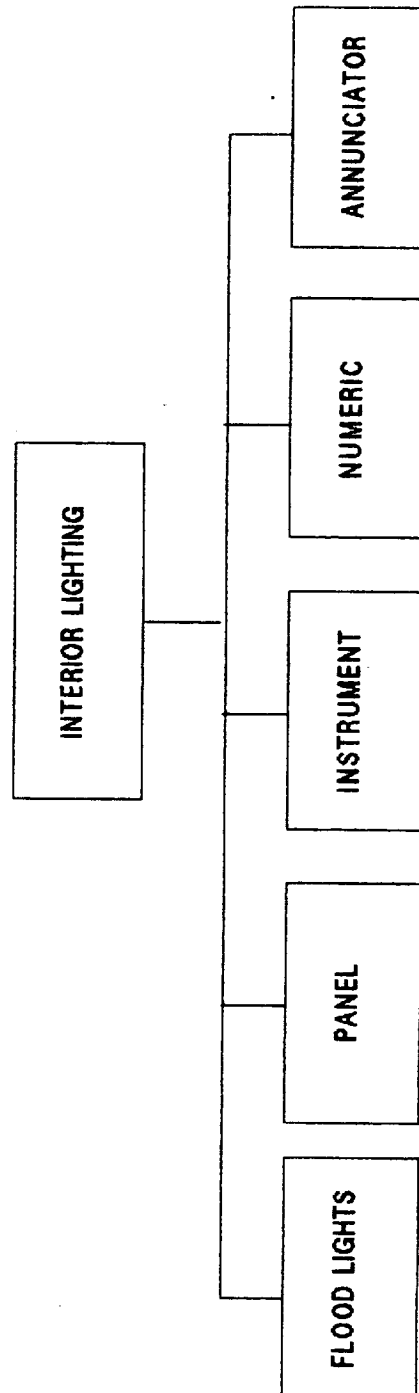 INTERIOR LIGHTING
FLOOD LIGHTS
PANEL
INSTRUMENT
NUMERIC
ANNUNCIATOR